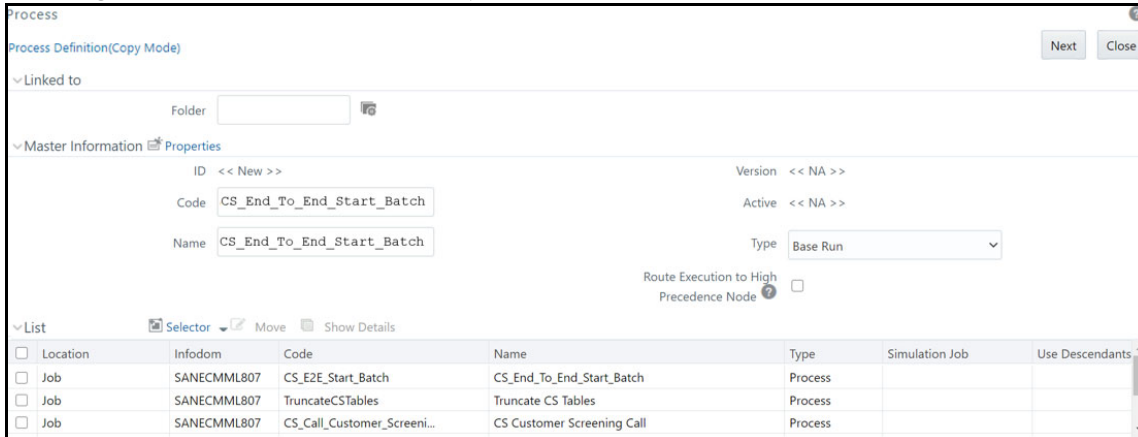 Process
Process Definition(Copy Mode)
Next
Close
Linked to
Folder
Master Information Properties
ID << New >>
Version << NA >>
Code CS_End_To_End_Start_Batch
Active << NA >>
Name CS_End_To_End_Start_Batch
Type Base Run
Route Execution to High
Precedence Node ?
List Selector Move Show Details
Location Infodom Code Name Type Simulation Job Use Descendants
Job SANECMML807 CS_E2E_Start_Batch CS_End_To_End_Start_Batch Process
Job SANECMML807 TruncateCSTables Truncate CS Tables Process
Job SANECMML807 CS_Call_Customer_Screeni... CS Customer Screening Call Process